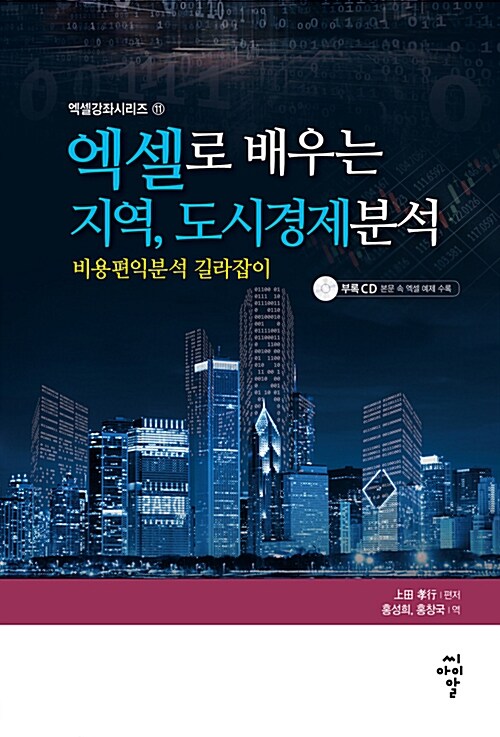 엑셀강좌시리즈 ⑪
엑셀로 배우는
지역, 도시경제분석
비용편익분석 길라잡이
부록 CD 본문 속 엑셀 예제 수록
上田 孝行 | 편저
홍성희, 홍창국 | 역
씨
아이
알